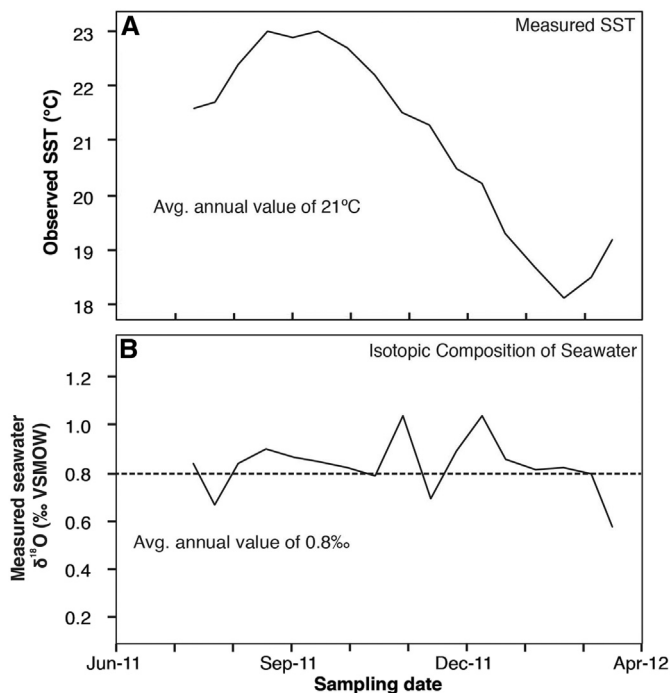 A
Measured SST
23
22
21
20
19
18
Observed SST (°C)
Avg. annual value of 21ºC
B
Isotopic Composition of Seawater
1.2
1.0
0.8
0.6
0.4
0.2
Measured seawater
δ¹⁸O (‰ VSMOW)
Avg. annual value of 0.8‰
Jun-11
Sep-11
Dec-11
Apr-12
Sampling date